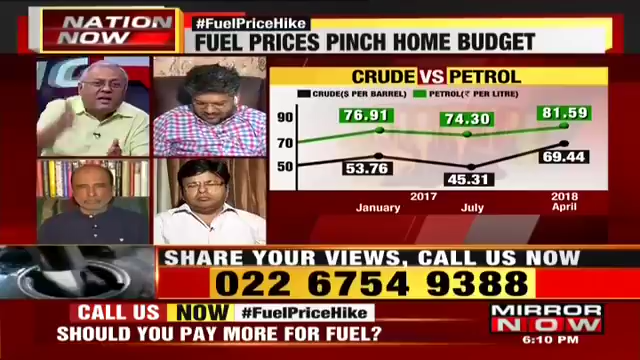 NATION
NOW
#FuelPriceHike
FUEL PRICES PINCH HOME BUDGET
CRUDE VS PETROL
CRUDE($ PER BARREL) PETROL(₹ PER LITRE)
90
70
50
76.91 74.30 81.59
53.76 45.31 69.44
2017 2018
January July April
SHARE YOUR VIEWS, CALL US NOW
022 6754 9388
CALL US NOW #FuelPriceHike
SHOULD YOU PAY MORE FOR FUEL?
MIRROR
NOW
6:10 PM